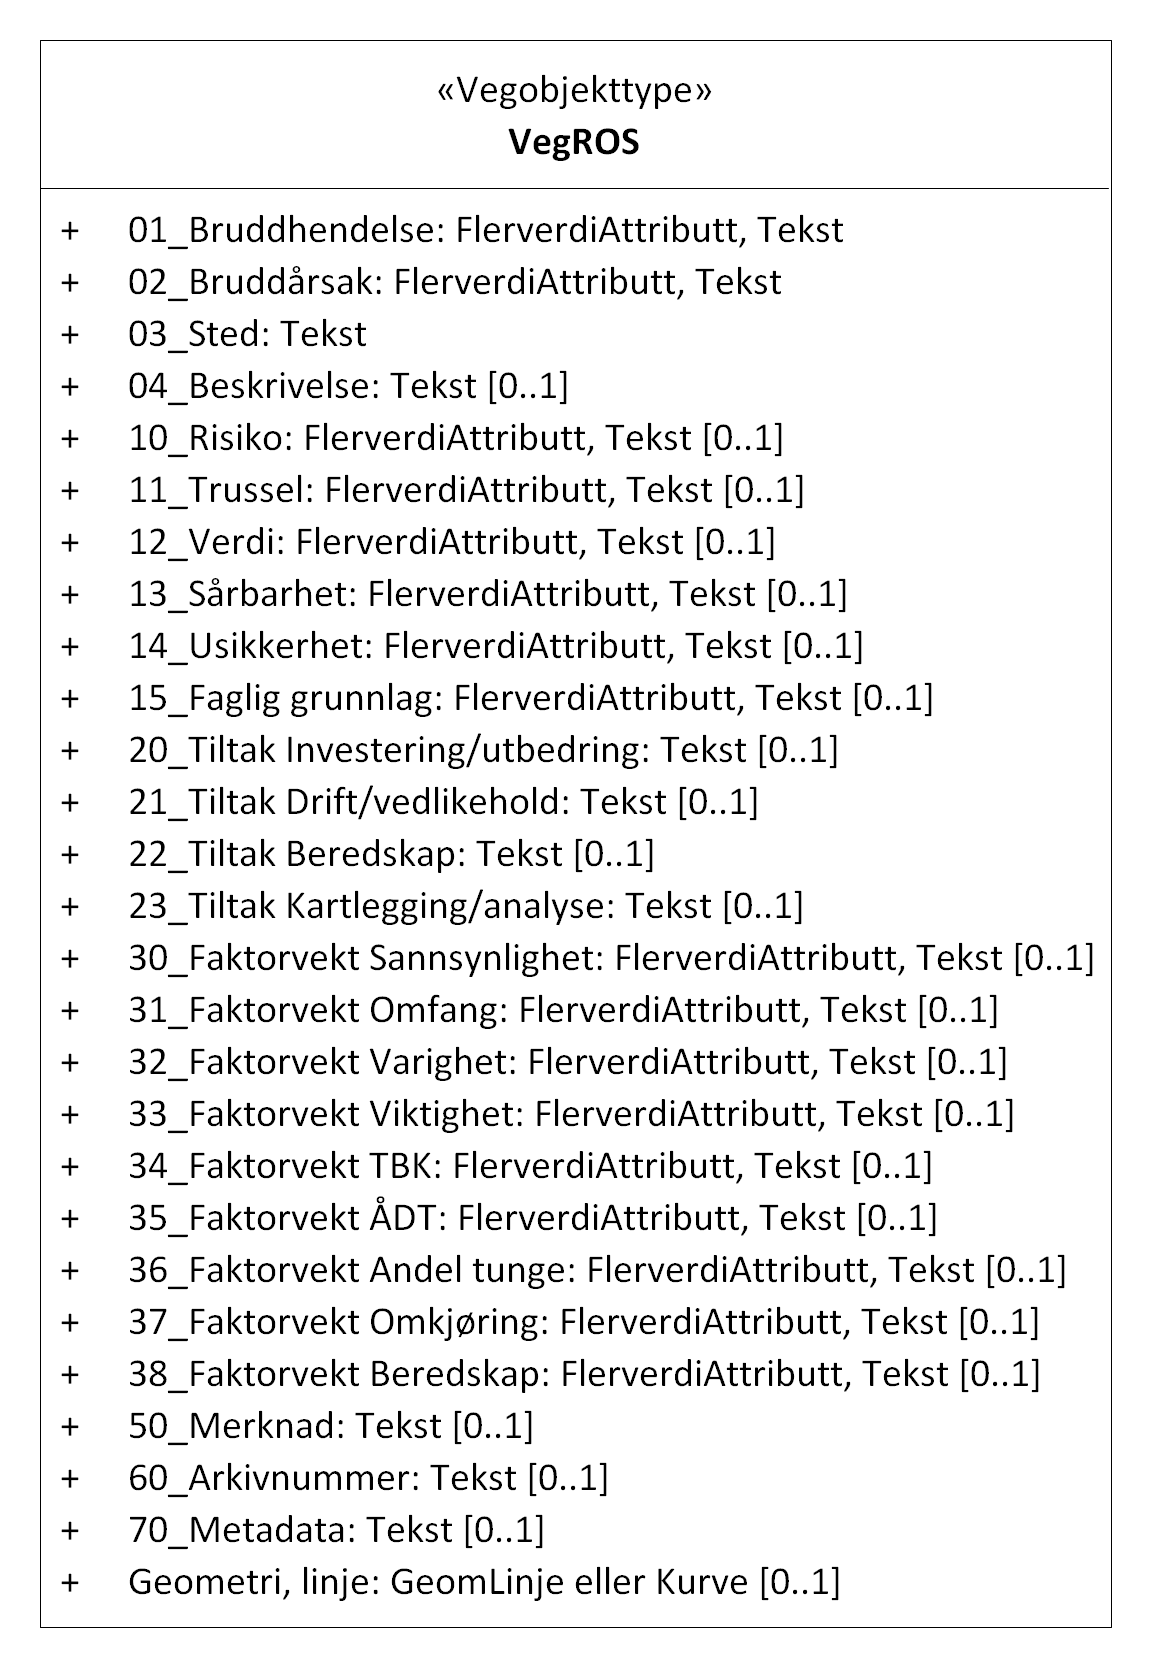 «Vegobjekttype»
VegROS
+ 01_Bruddhendelse: FlerverdiAttributt, Tekst
+ 02_Bruddårsak: FlerverdiAttributt, Tekst
+ 03_Sted: Tekst
+ 04_Beskrivelse: Tekst [0..1]
+ 10_Risiko: FlerverdiAttributt, Tekst [0..1]
+ 11_Trussel: FlerverdiAttributt, Tekst [0..1]
+ 12_Verdi: FlerverdiAttributt, Tekst [0..1]
+ 13_Sårbarhet: FlerverdiAttributt, Tekst [0..1]
+ 14_Usikkerhet: FlerverdiAttributt, Tekst [0..1]
+ 15_Faglig grunnlag: FlerverdiAttributt, Tekst [0..1]
+ 20_Tiltak Investering/utbedring: Tekst [0..1]
+ 21_Tiltak Drift/vedlikehold: Tekst [0..1]
+ 22_Tiltak Beredskap: Tekst [0..1]
+ 23_Tiltak Kartlegging/analyse: Tekst [0..1]
+ 30_Faktorvekt Sannsynlighet: FlerverdiAttributt, Tekst [0..1]
+ 31_Faktorvekt Omfang: FlerverdiAttributt, Tekst [0..1]
+ 32_Faktorvekt Varighet: FlerverdiAttributt, Tekst [0..1]
+ 33_Faktorvekt Viktighet: FlerverdiAttributt, Tekst [0..1]
+ 34_Faktorvekt TBK: FlerverdiAttributt, Tekst [0..1]
+ 35_Faktorvekt ÅDT: FlerverdiAttributt, Tekst [0..1]
+ 36_Faktorvekt Andel tunge: FlerverdiAttributt, Tekst [0..1]
+ 37_Faktorvekt Omkjøring: FlerverdiAttributt, Tekst [0..1]
+ 38_Faktorvekt Beredskap: FlerverdiAttributt, Tekst [0..1]
+ 50_Merknad: Tekst [0..1]
+ 60_Arkivnummer: Tekst [0..1]
+ 70_Metadata: Tekst [0..1]
+ Geometri, linje: GeomLinje eller Kurve [0..1]